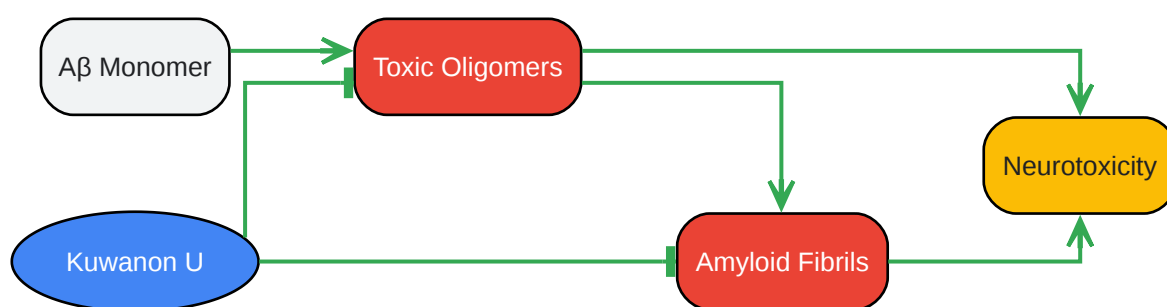 Aβ Monomer
Toxic Oligomers
Neurotoxicity
Kuwanon U
Amyloid Fibrils